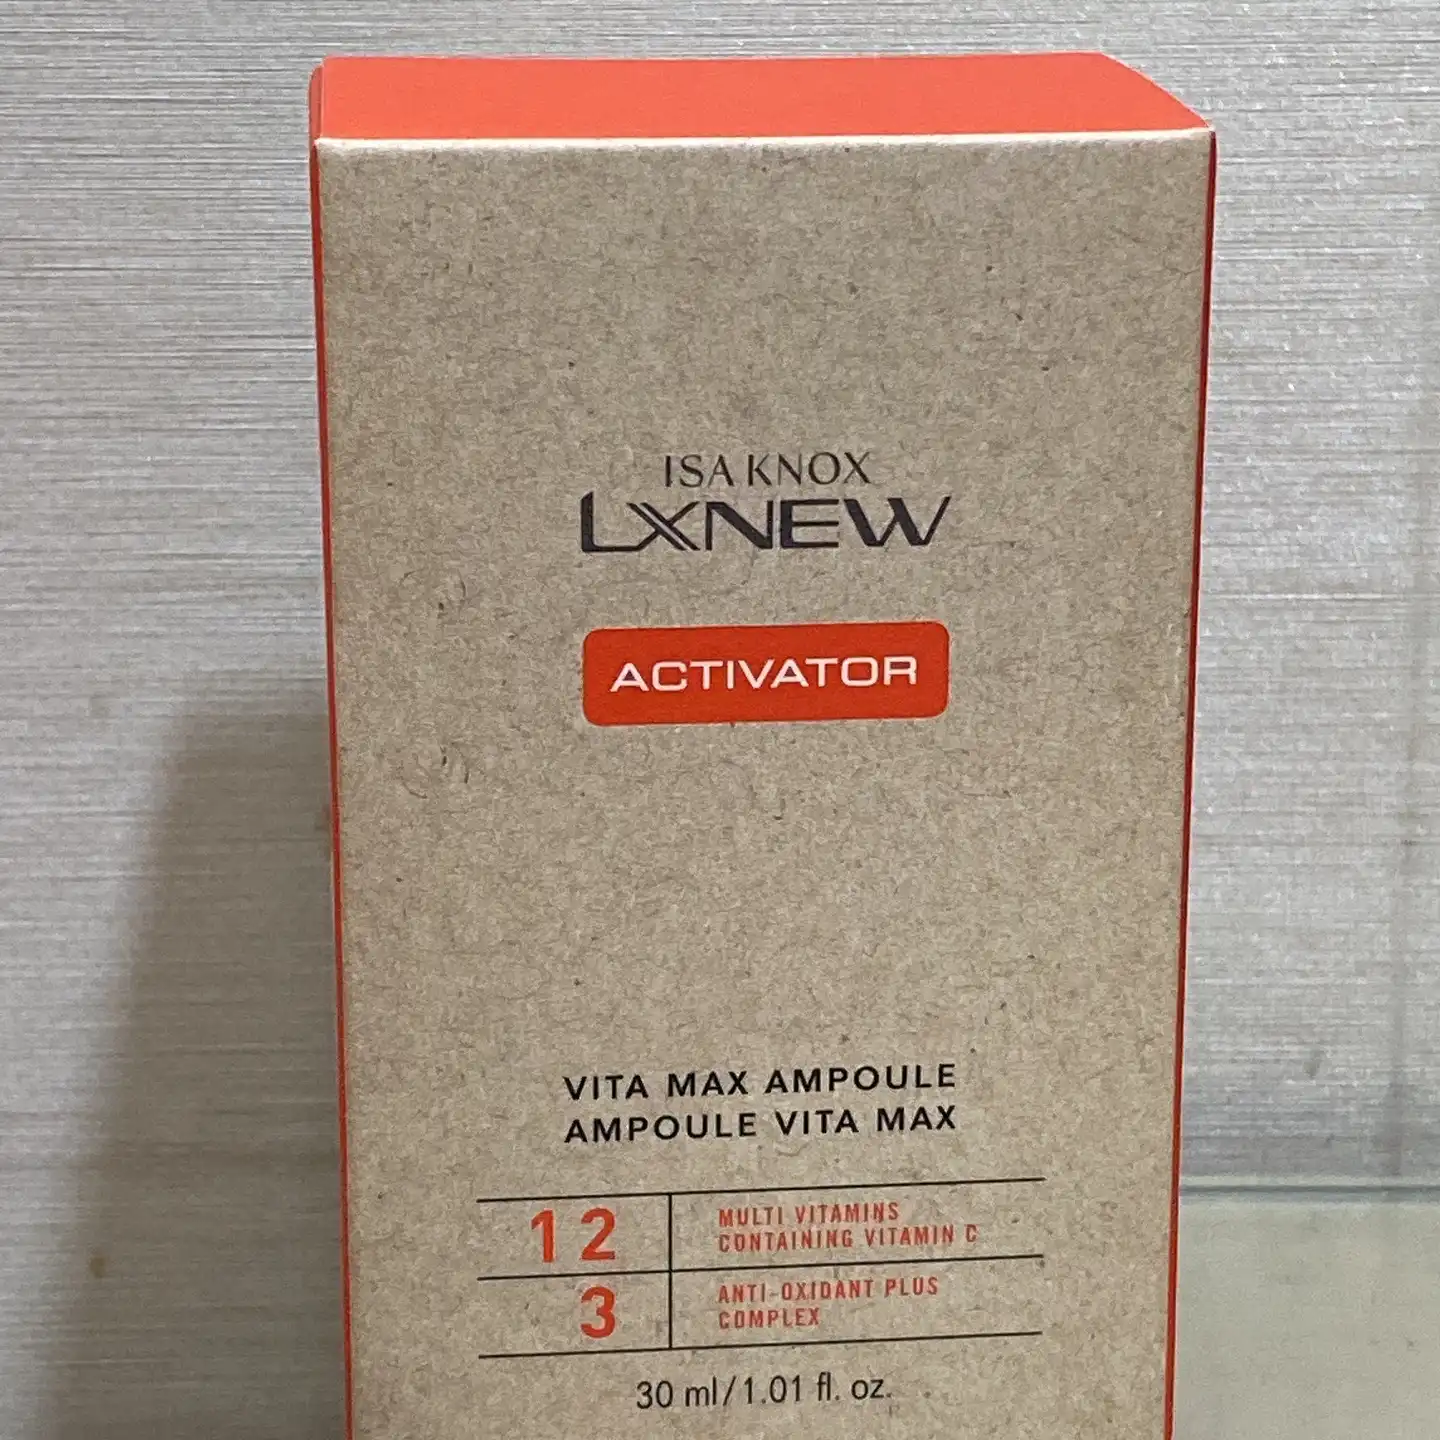 ISA KNOX
LXNEW
ACTIVATOR
VITA MAX AMPOULE
AMPOULE VITA MAX
12
MULTI VITAMINS
CONTAINING VITAMIN C
3
ANTI-OXIDANT PLUS
COMPLEX
30 ml/1.01 fl. oz.